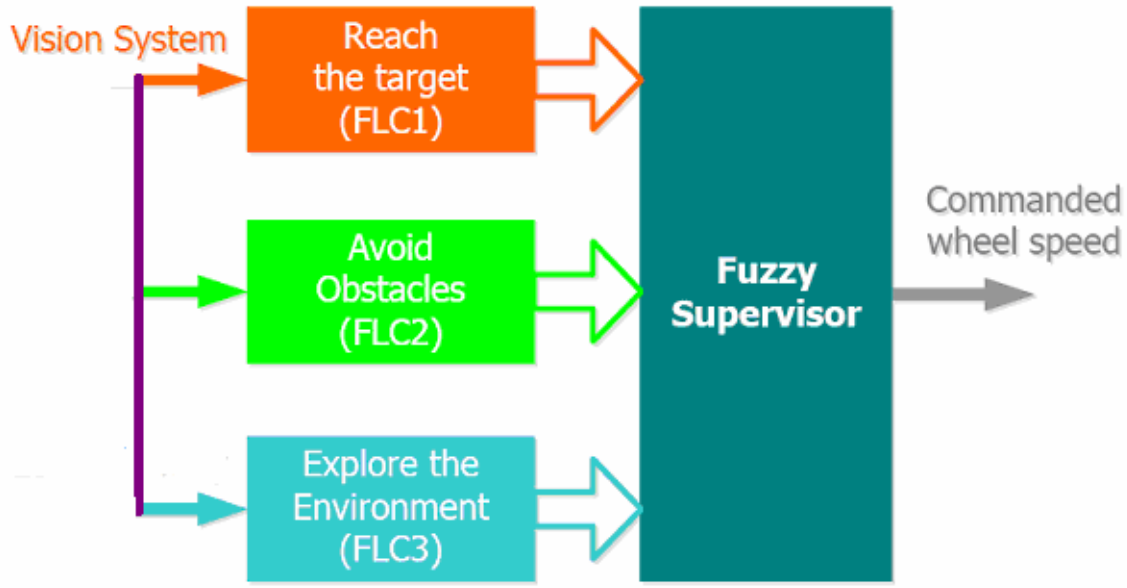 Vision System
Reach
the target
(FLC1)
Avoid
Obstacles
(FLC2)
Explore the
Environment
(FLC3)
Fuzzy
Supervisor
Commanded
wheel speed